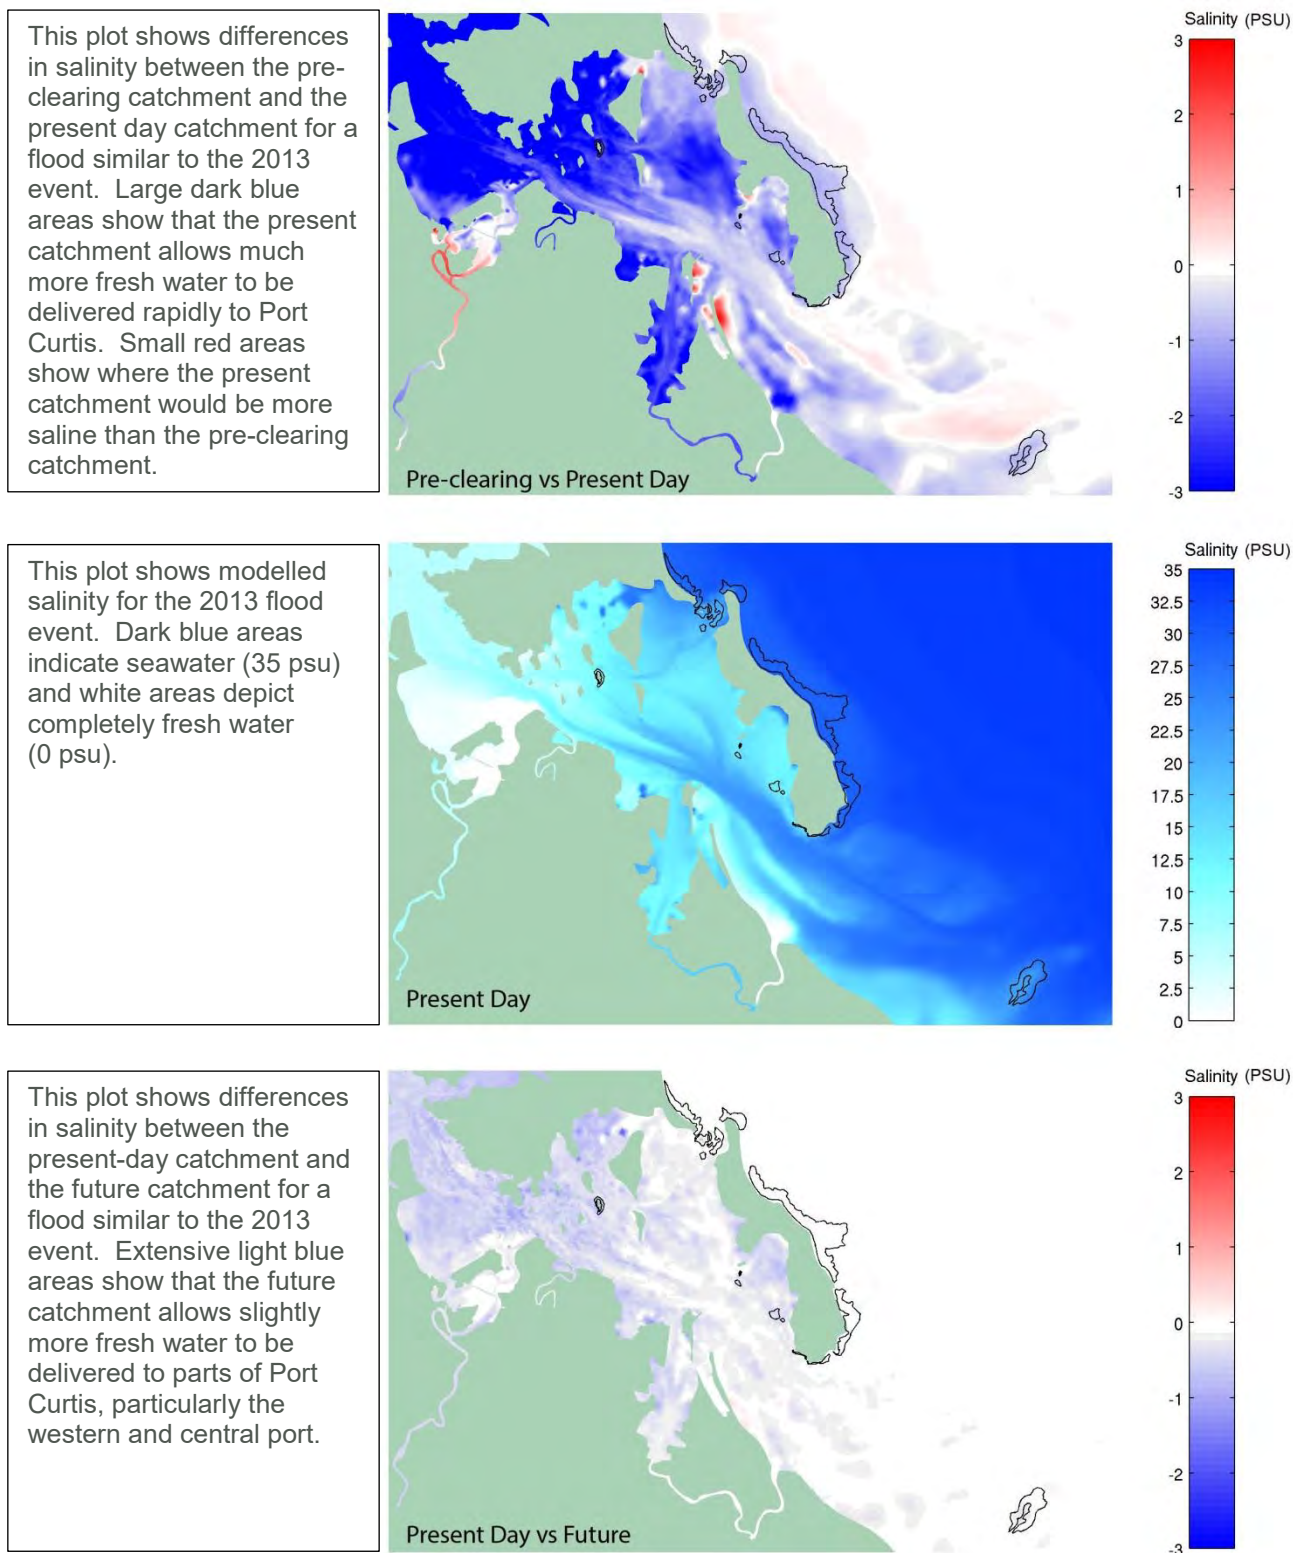 This plot shows differences
in salinity between the pre-
clearing catchment and the
present day catchment for a
flood similar to the 2013
event.  Large dark blue
areas show that the present
catchment allows much
more fresh water to be
delivered rapidly to Port
Curtis.  Small red areas
show where the present
catchment would be more
saline than the pre-clearing
catchment.
Pre-clearing vs Present Day
Salinity (PSU)
3
2
1
0
-1
-2
-3
This plot shows modelled
salinity for the 2013 flood
event.  Dark blue areas
indicate seawater (35 psu)
and white areas depict
completely fresh water
(0 psu).
Present Day
Salinity (PSU)
35
32.5
30
27.5
25
22.5
20
17.5
15
12.5
10
7.5
5
2.5
0
This plot shows differences
in salinity between the
present-day catchment and
the future catchment for a
flood similar to the 2013
event.  Extensive light blue
areas show that the future
catchment allows slightly
more fresh water to be
delivered to parts of Port
Curtis, particularly the
western and central port.
Present Day vs Future
Salinity (PSU)
3
2
1
0
-1
-2
-3